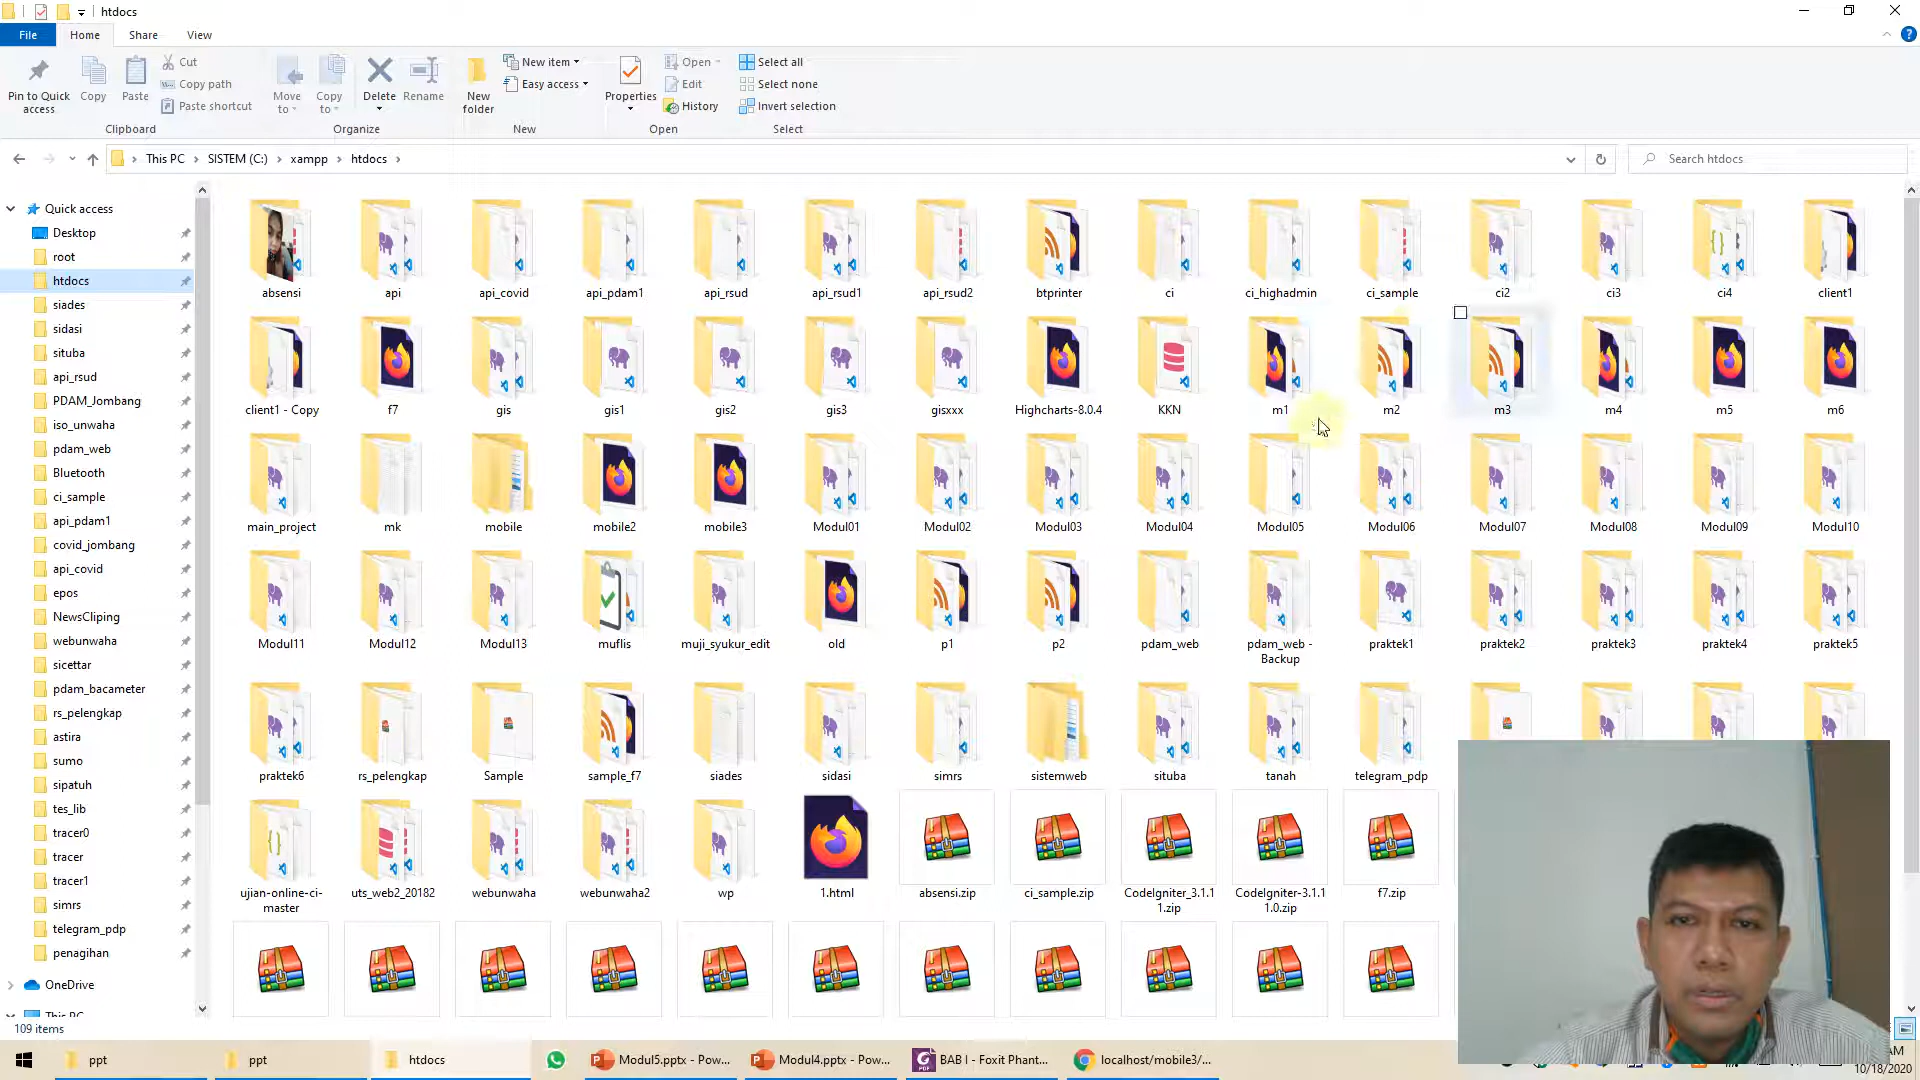 htdocs
File Home Share View
Pin to Quick access
Copy
Paste
Cut
Copy path
Paste shortcut
Clipboard
Move to
Copy to
Delete
Rename
Organize
New folder
New item
Easy access
New
Properties
Open
Edit
History
Open
Select all
Select none
Invert selection
Select
This PC SISTEM (C:) xampp htdocs
Search htdocs
Quick access
Desktop
root
htdocs
siades
sidasi
situba
api_rsud
PDAM_Jombang
iso_unwaha
pdam_web
Bluetooth
ci_sample
api_pdam1
covid_jombang
api_covid
epos
NewsCliping
webunwaha
sicettar
pdam_bacameter
rs_pelengkap
astira
sumo
sipatuh
tes_lib
tracer0
tracer
tracer1
simrs
telegram_pdp
penagihan
OneDrive
This PC
absensi api api_covid api_pdam1 api_rsud api_rsud1 api_rsud2 btprinter ci ci_highadmin ci_sample ci2 ci3 ci4 client1
client1 - Copy f7 gis gis1 gis2 gis3 gisxxx Highcharts-8.0.4 KKN m1 m2 m3 m4 m5 m6
main_project mk mobile mobile2 mobile3 Modul01 Modul02 Modul03 Modul04 Modul05 Modul06 Modul07 Modul08 Modul09 Modul10
Modul11 Modul12 Modul13 muflis muji_syukur_edit old p1 p2 pdam_web pdam_web - Backup praktek1 praktek2 praktek3 praktek4 praktek5
praktek6 rs_pelengkap Sample sample_f7 siades sidasi simrs sistemweb situba tanah telegram_pdp
ujian-online-ci-master uts_web2_20182 webunwaha webunwaha2 wp 1.html absensi.zip ci_sample.zip CodeIgniter_3.1.11.zip CodeIgniter-3.1.11.0.zip f7.zip
109 items
ppt
ppt
htdocs
Modul5.pptx - Pow...
Modul4.pptx - Pow...
BAB I - Foxit Phant...
localhost/mobile3/...
AM
10/18/2020